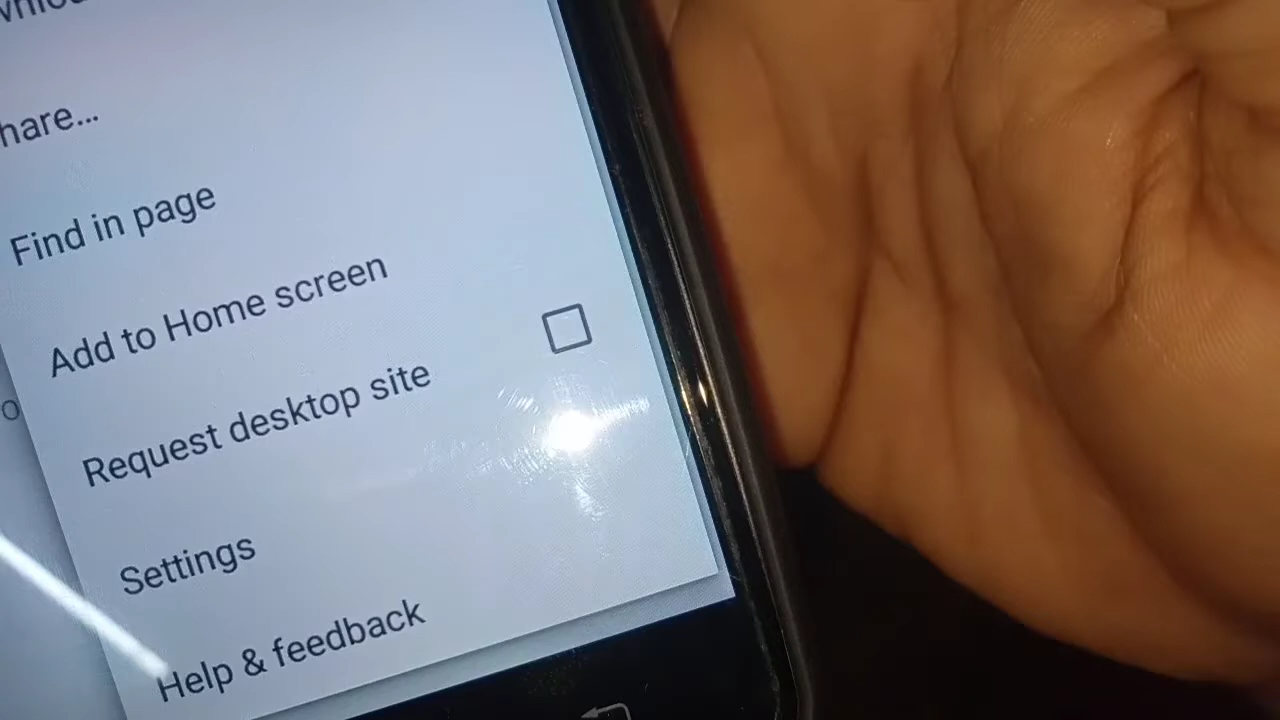 hare...
Find in page
Add to Home screen
Request desktop site
Settings
Help & feedback